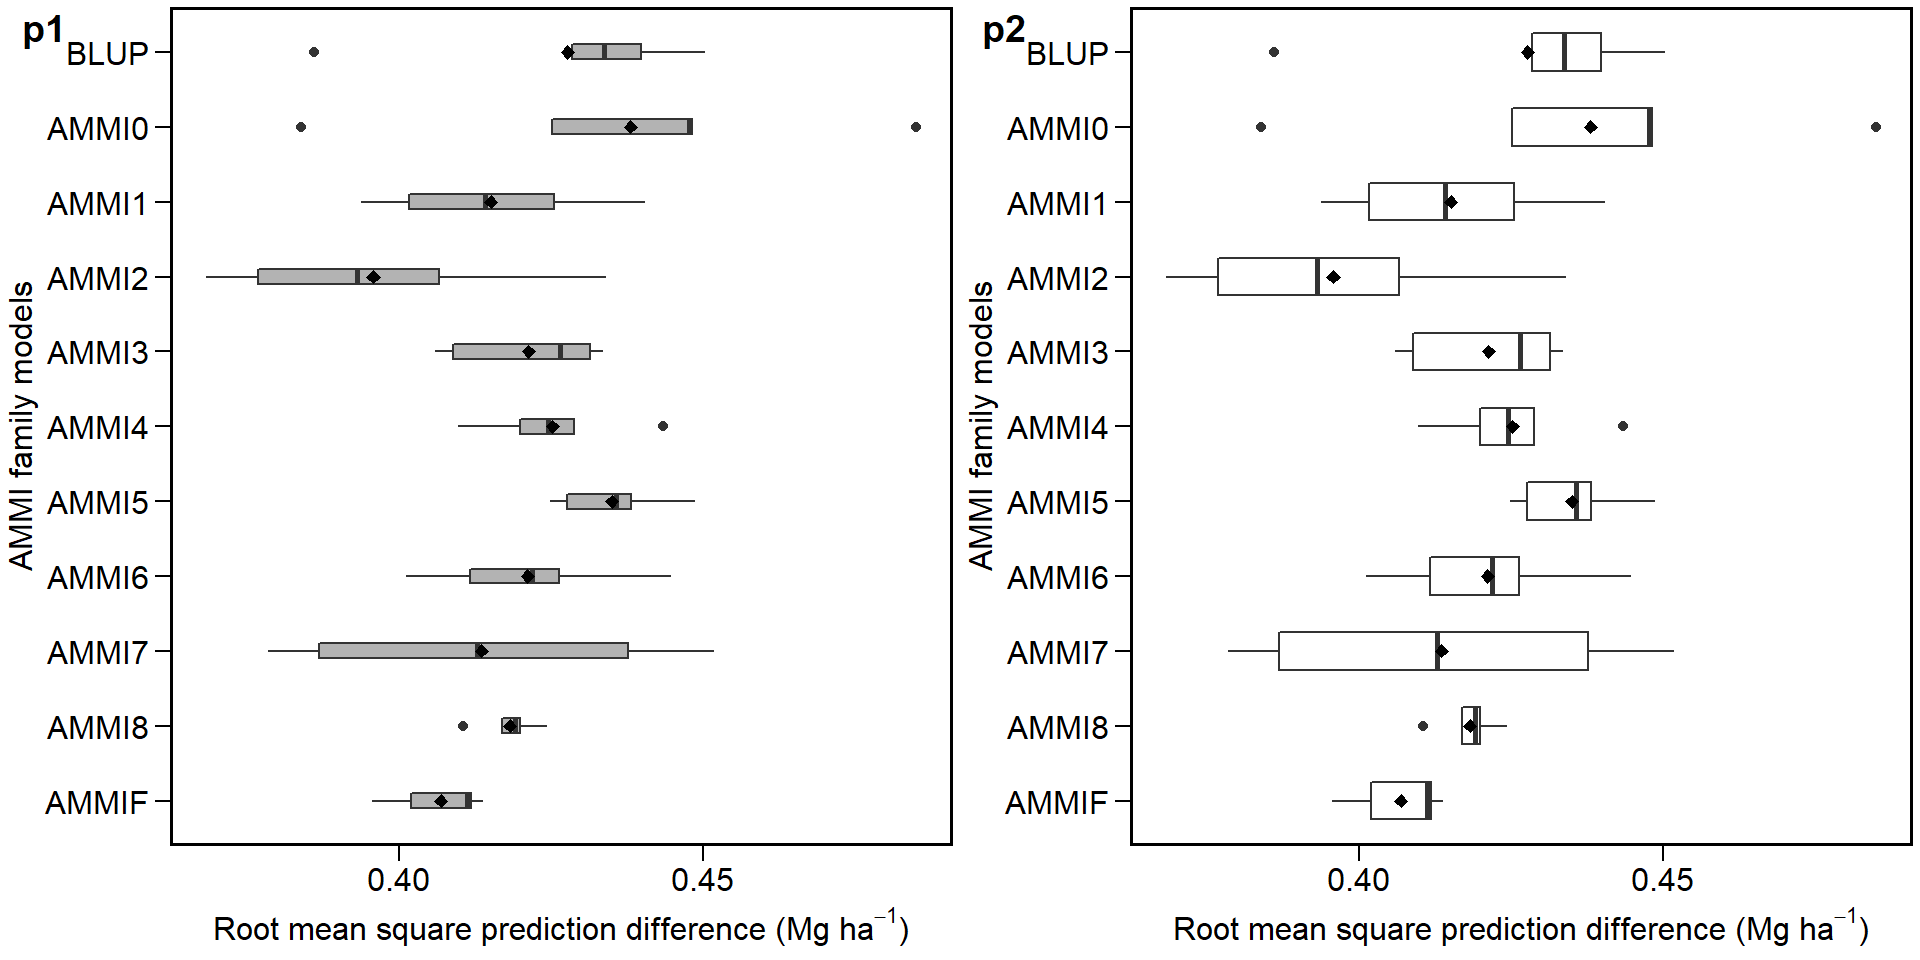 p1
BLUP
AMMI0
AMMI1
AMMI2
AMMI3
AMMI4
AMMI5
AMMI6
AMMI7
AMMI8
AMMIF
AMMI family models
0.40 0.45
Root mean square prediction difference (Mg ha⁻¹)
p2
BLUP
AMMI0
AMMI1
AMMI2
AMMI3
AMMI4
AMMI5
AMMI6
AMMI7
AMMI8
AMMIF
AMMI family models
0.40 0.45
Root mean square prediction difference (Mg ha⁻¹)